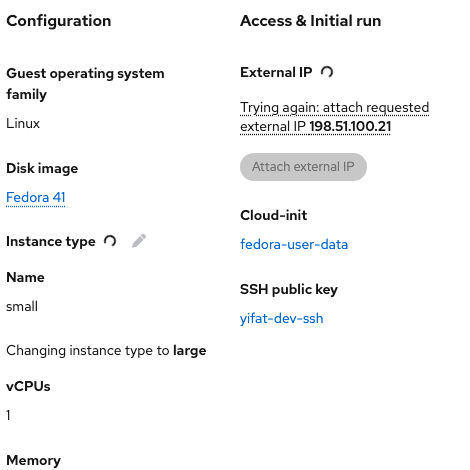 Configuration
Guest operating system
family
Linux
Disk image
Fedora 41
Instance type
Name
small
Changing instance type to large
vCPUs
1
Memory
Access & Initial run
External IP
Trying again: attach requested
external IP 198.51.100.21
Attach external IP
Cloud-init
fedora-user-data
SSH public key
yifat-dev-ssh